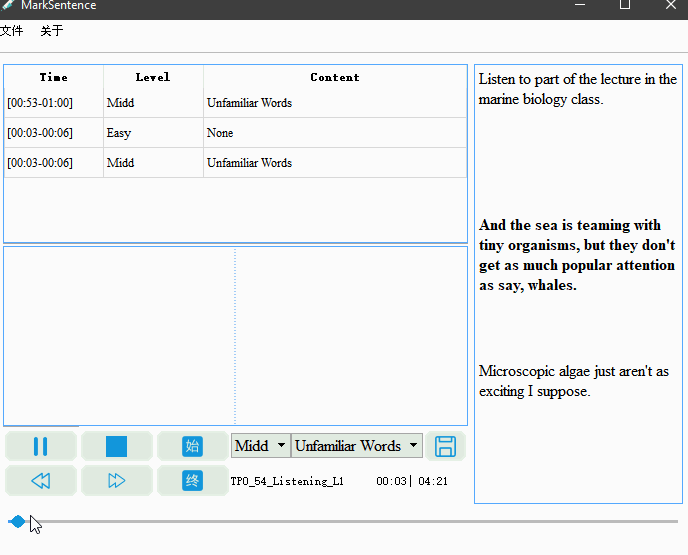 MarkSentence
文件 关于
Time Level Content
[00:53-01:00] Midd Unfamiliar Words
[00:03-00:06] Easy None
[00:03-00:06] Midd Unfamiliar Words
Listen to part of the lecture in the
marine biology class.
And the sea is teaming with
tiny organisms, but they don't
get as much popular attention
as say, whales.
Microscopic algae just aren't as
exciting I suppose.
始 Midd Unfamiliar Words
终 TPO_54_Listening_L1 00:03| 04:21